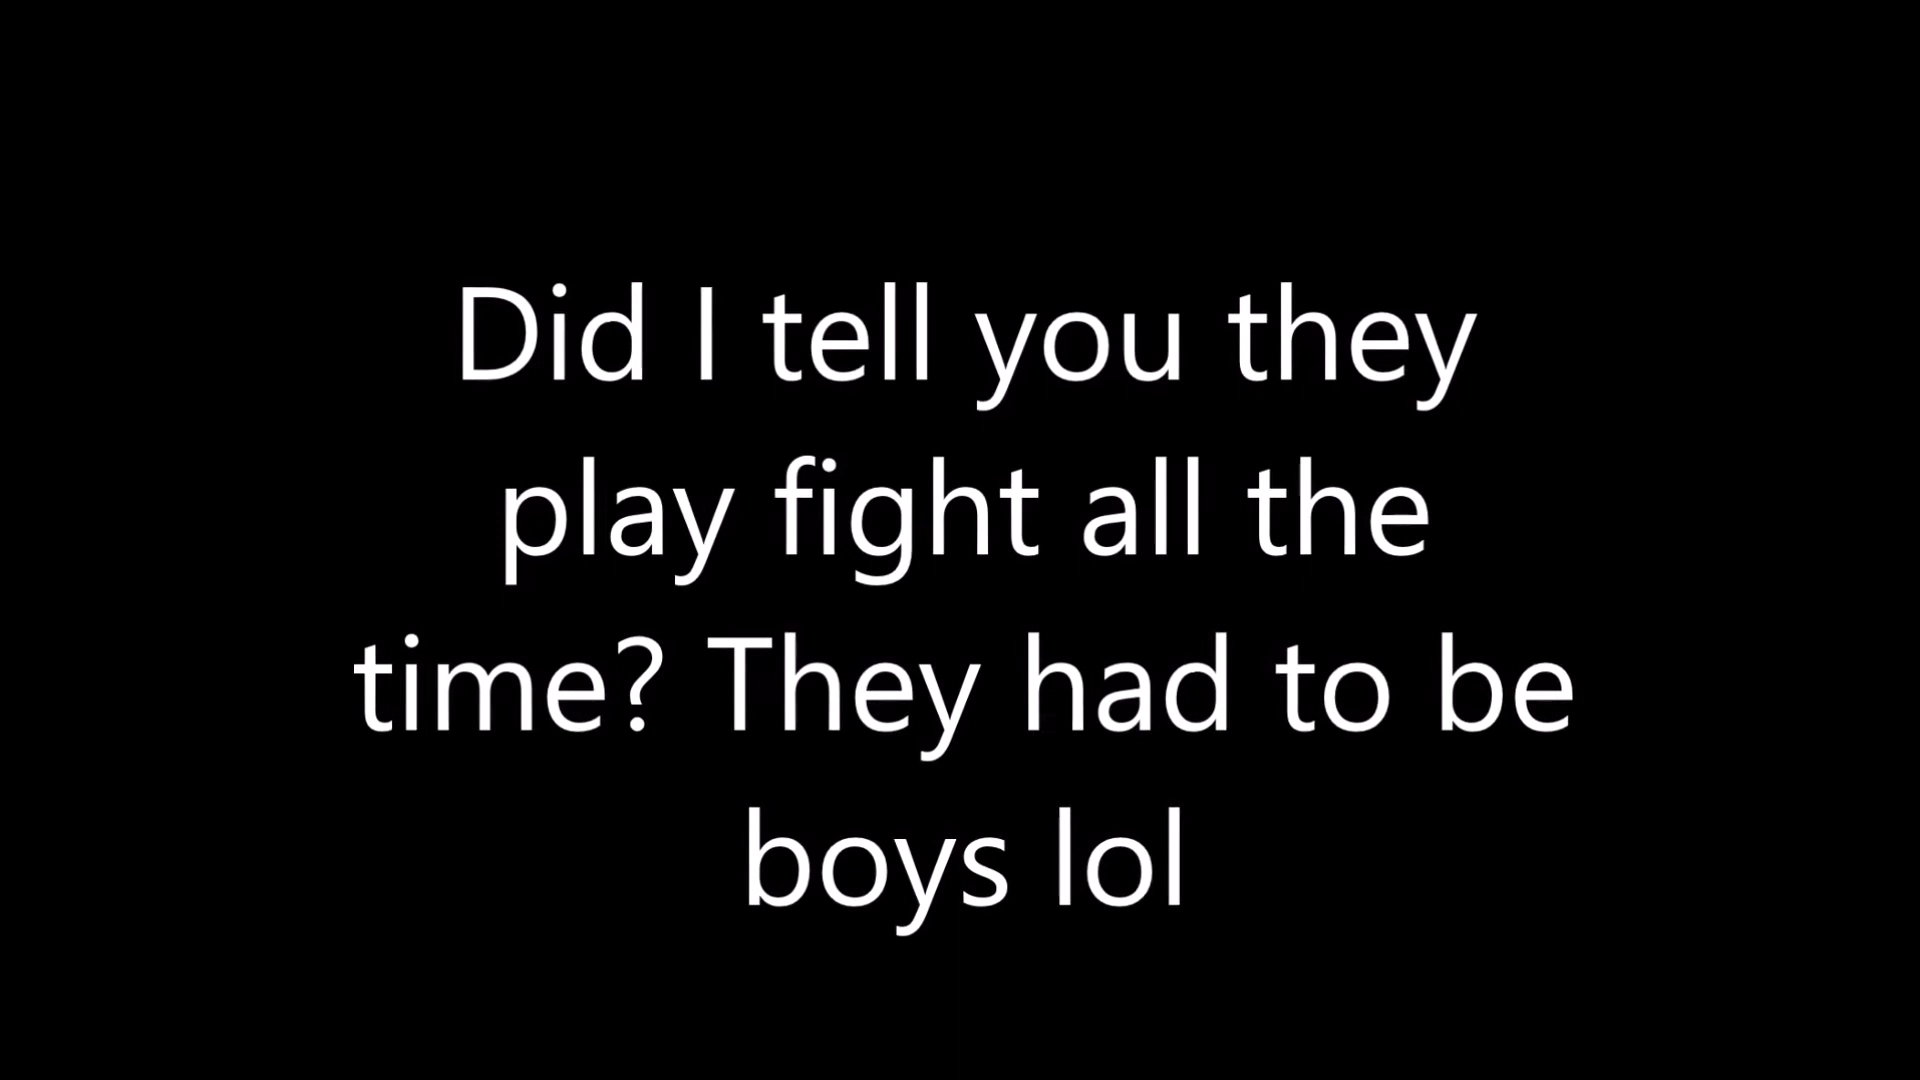 Did I tell you they
play fight all the
time? They had to be
boys lol